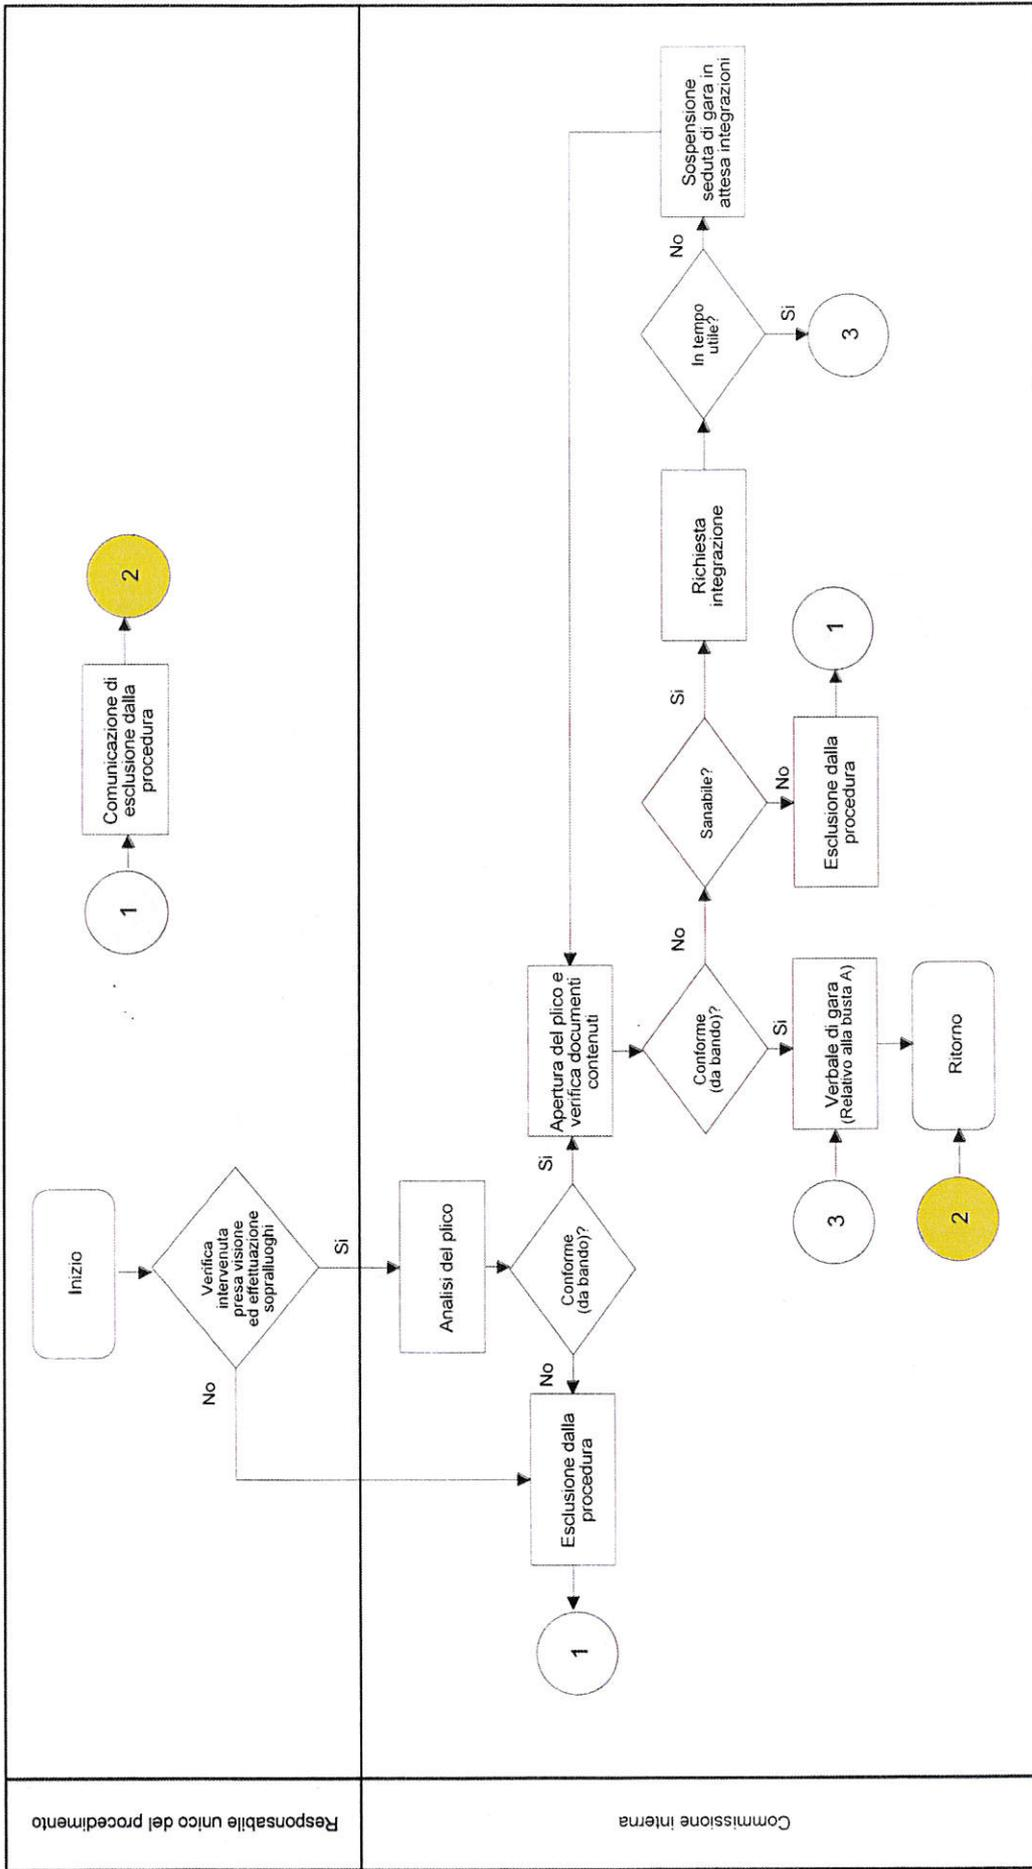 Responsabile unico del procedimento
Inizio
Verifica
intervenuta
presa visione
ed effettuazione
sopralluoghi
No
Si
1
Comunicazione di
esclusione dalla
procedura
2
Commissione interna
Analisi del plico
Conforme
(da bando)?
No
Si
Esclusione dalla
procedura
1
Apertura del plico e
verifica documenti
contenuti
Conforme
(da bando)?
No
Si
Sanabile?
Si
No
Richiesta
integrazione
In tempo
utile?
No
Si
Sospensione
seduta di gara in
attesa integrazioni
3
Esclusione dalla
procedura
1
3
Verbale di gara
(Relativo alla busta A)
2
Ritorno